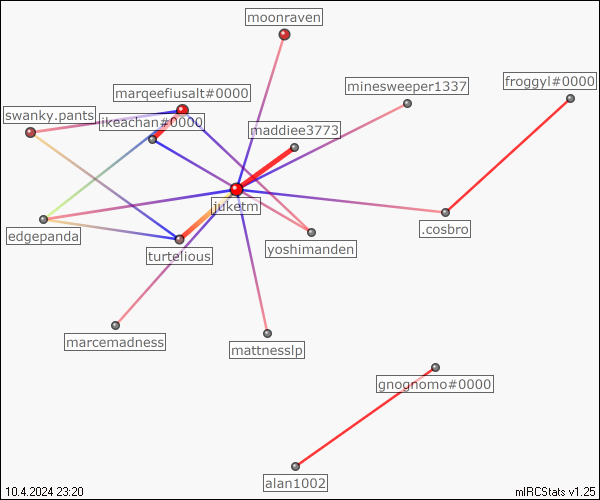 moonraven
minesweeper1337
froggyl#0000
marqeefiusalt#0000
swanky.pants
ikeachan#0000
maddiee3773
juketm
.cosbro
edgepanda
yoshimanden
turtelious
marcemadness
mattnesslp
gnognomo#0000
alan1002
10.4.2024 23:20
mIRCStats v1.25